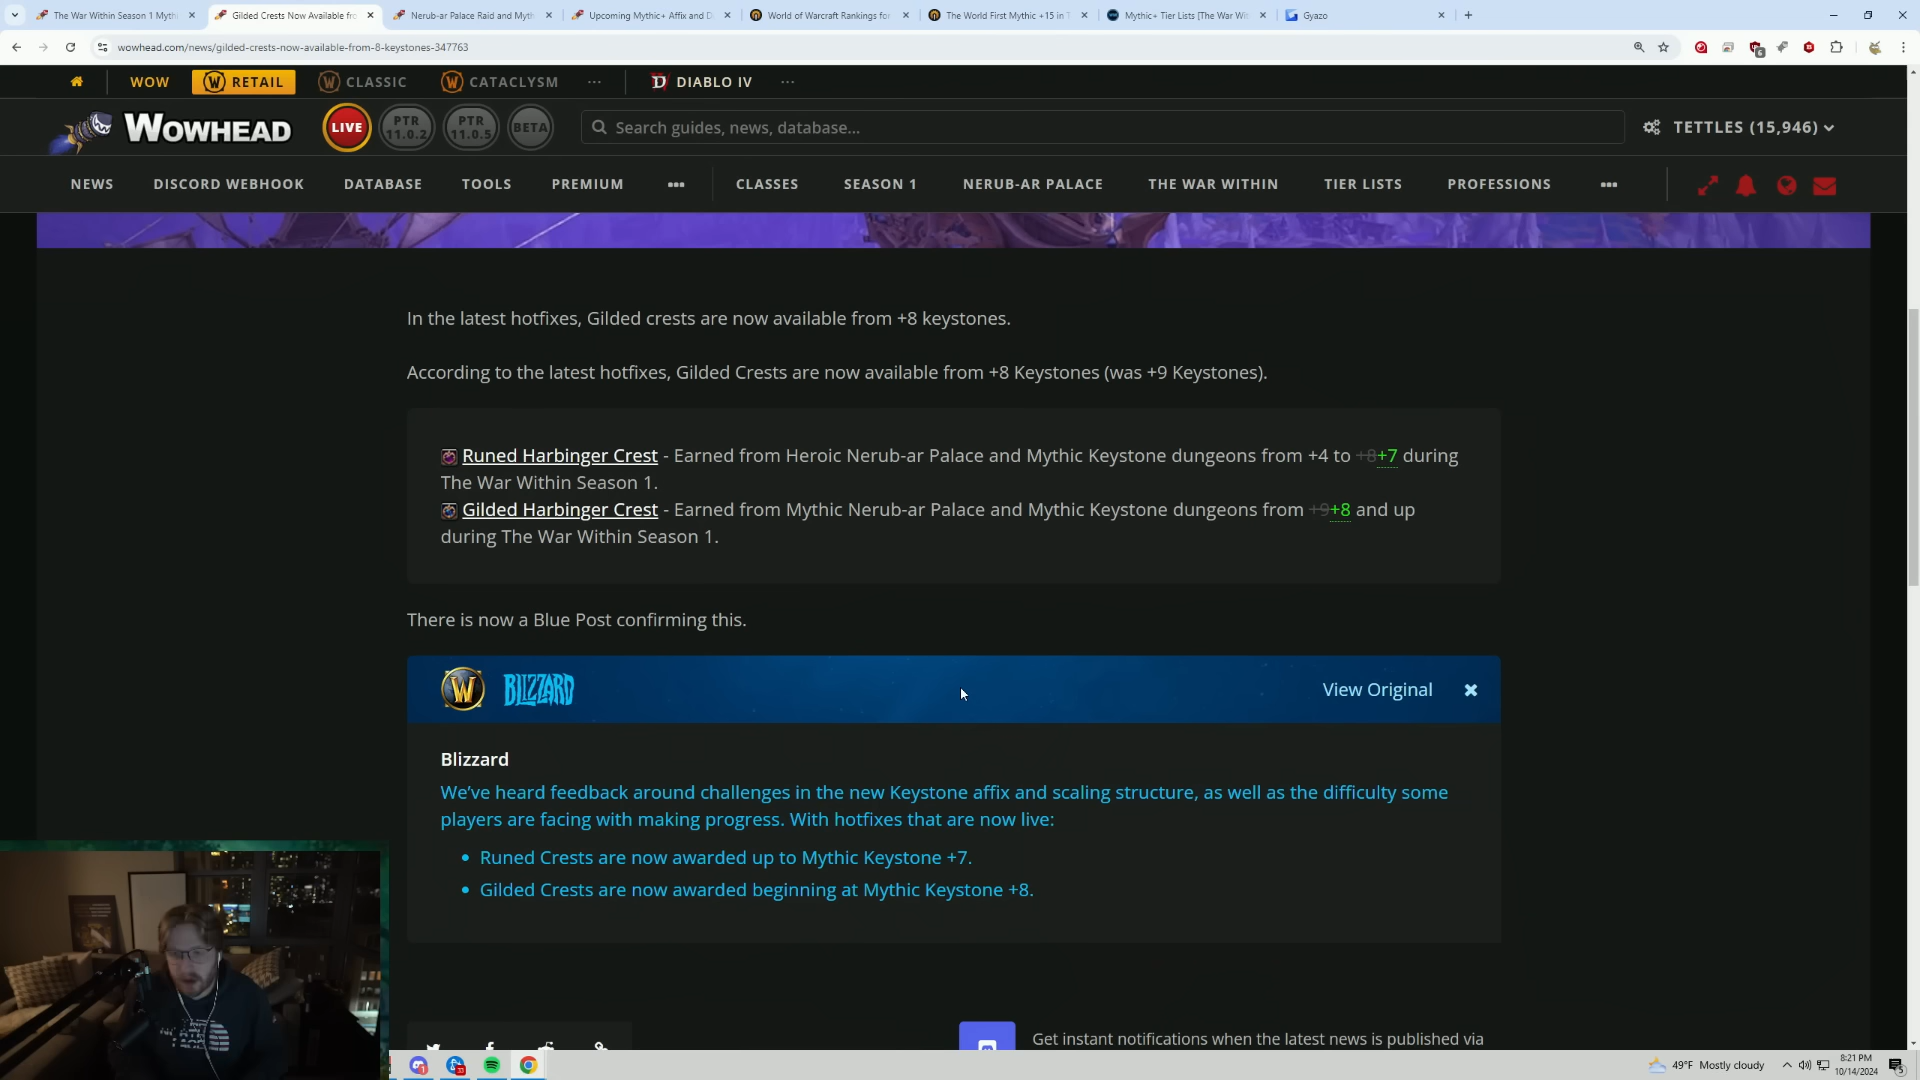 The War Within Season 1 Myth
Gilded Crests Now Available fr
Nerub-ar Palace Raid and Myth
Upcoming Mythic+ Affix and D
World of Warcraft Rankings for
The World First Mythic +15 in T
Mythic+ Tier Lists [The War Wit
Gyazo
wowhead.com/news/gilded-crests-now-available-from-8-keystones-347763
6
WOW
RETAIL
CLASSIC
CATACLYSM
...
DIABLO IV
...
WOWHEAD
LIVE
PTR
11.0.2
PTR
11.0.5
BETA
Search guides, news, database...
TETTLES (15,946)
NEWS
DISCORD WEBHOOK
DATABASE
TOOLS
PREMIUM
CLASSES
SEASON 1
NERUB-AR PALACE
THE WAR WITHIN
TIER LISTS
PROFESSIONS
In the latest hotfixes, Gilded crests are now available from +8 keystones.
According to the latest hotfixes, Gilded Crests are now available from +8 Keystones (was +9 Keystones).
Runed Harbinger Crest - Earned from Heroic Nerub-ar Palace and Mythic Keystone dungeons from +4 to +8+7 during
The War Within Season 1.
Gilded Harbinger Crest - Earned from Mythic Nerub-ar Palace and Mythic Keystone dungeons from +9+8 and up
during The War Within Season 1.
There is now a Blue Post confirming this.
W BLIZZARD
View Original
Blizzard
We've heard feedback around challenges in the new Keystone affix and scaling structure, as well as the difficulty some
players are facing with making progress. With hotfixes that are now live:
• Runed Crests are now awarded up to Mythic Keystone +7.
• Gilded Crests are now awarded beginning at Mythic Keystone +8.
Get instant notifications when the latest news is published via
49°F Mostly cloudy
8:21 PM
10/14/2024